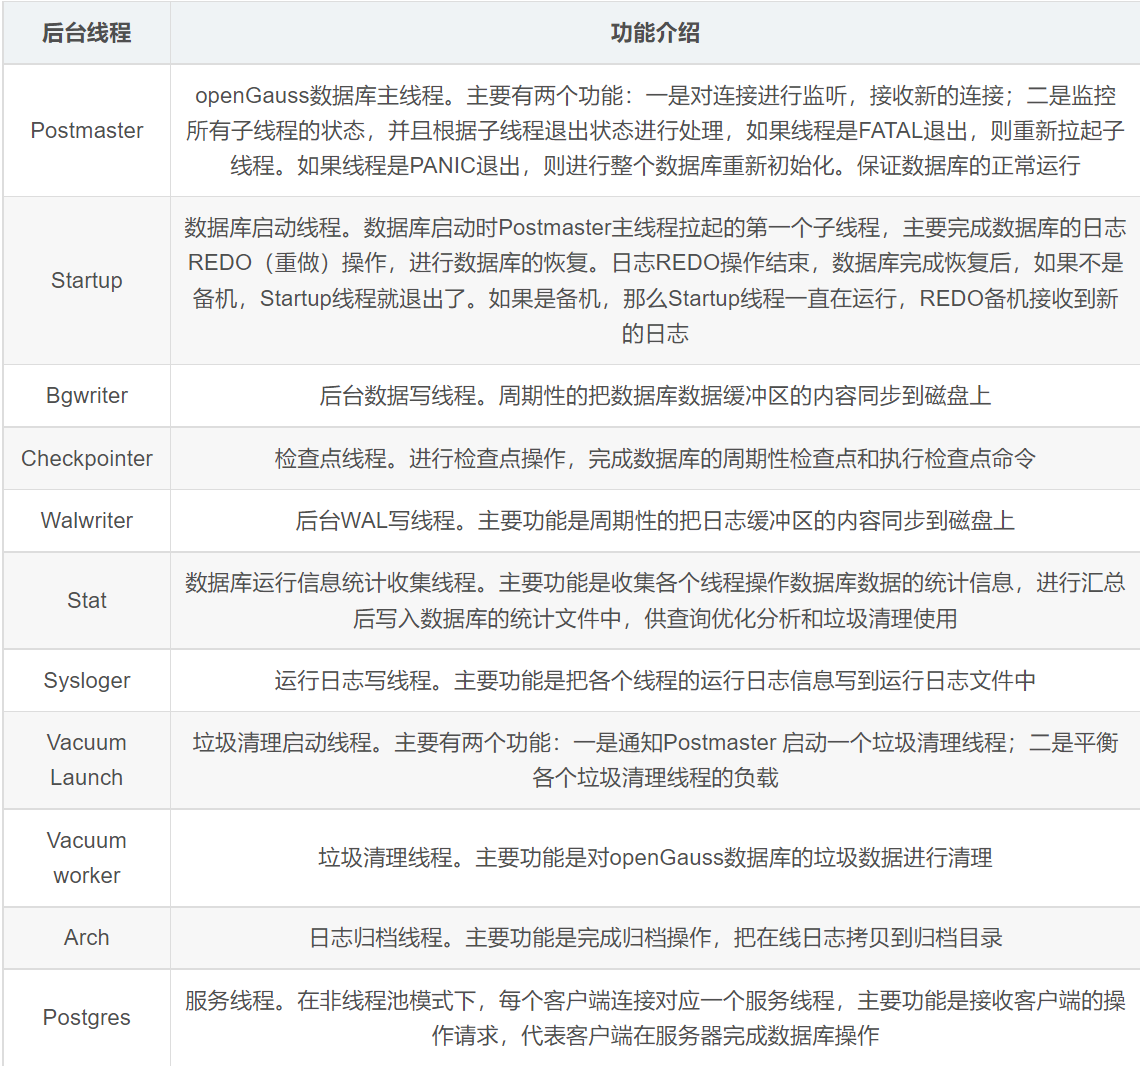 后台线程
功能介绍
Postmaster
openGauss数据库主线程。主要有两个功能：一是对连接进行监听，接收新的连接；二是监控
所有子线程的状态，并且根据子线程退出状态进行处理，如果线程是FATAL退出，则重新拉起子
线程。如果线程是PANIC退出，则进行整个数据库重新初始化。保证数据库的正常运行
Startup
数据库启动线程。数据库启动时Postmaster主线程拉起的第一个子线程，主要完成数据库的日志
REDO（重做）操作，进行数据库的恢复。日志REDO操作结束，数据库完成恢复后，如果不是
备机，Startup线程就退出了。如果是备机，那么Startup线程一直在运行，REDO备机接收到新
的日志
Bgwriter
后台数据写线程。周期性的把数据库数据缓冲区的内容同步到磁盘上
Checkpointer
检查点线程。进行检查点操作，完成数据库的周期性检查点和执行检查点命令
Walwriter
后台WAL写线程。主要功能是周期性的把日志缓冲区的内容同步到磁盘上
Stat
数据库运行信息统计收集线程。主要功能是收集各个线程操作数据库数据的统计信息，进行汇总
后写入数据库的统计文件中，供查询优化分析和垃圾清理使用
Sysloger
运行日志写线程。主要功能是把各个线程的运行日志信息写到运行日志文件中
Vacuum
Launch
垃圾清理启动线程。主要有两个功能：一是通知Postmaster 启动一个垃圾清理线程；二是平衡
各个垃圾清理线程的负载
Vacuum
worker
垃圾清理线程。主要功能是对openGauss数据库的垃圾数据进行清理
Arch
日志归档线程。主要功能是完成归档操作，把在线日志拷贝到归档目录
Postgres
服务线程。在非线程池模式下，每个客户端连接对应一个服务线程，主要功能是接收客户端的操
作请求，代表客户端在服务器完成数据库操作